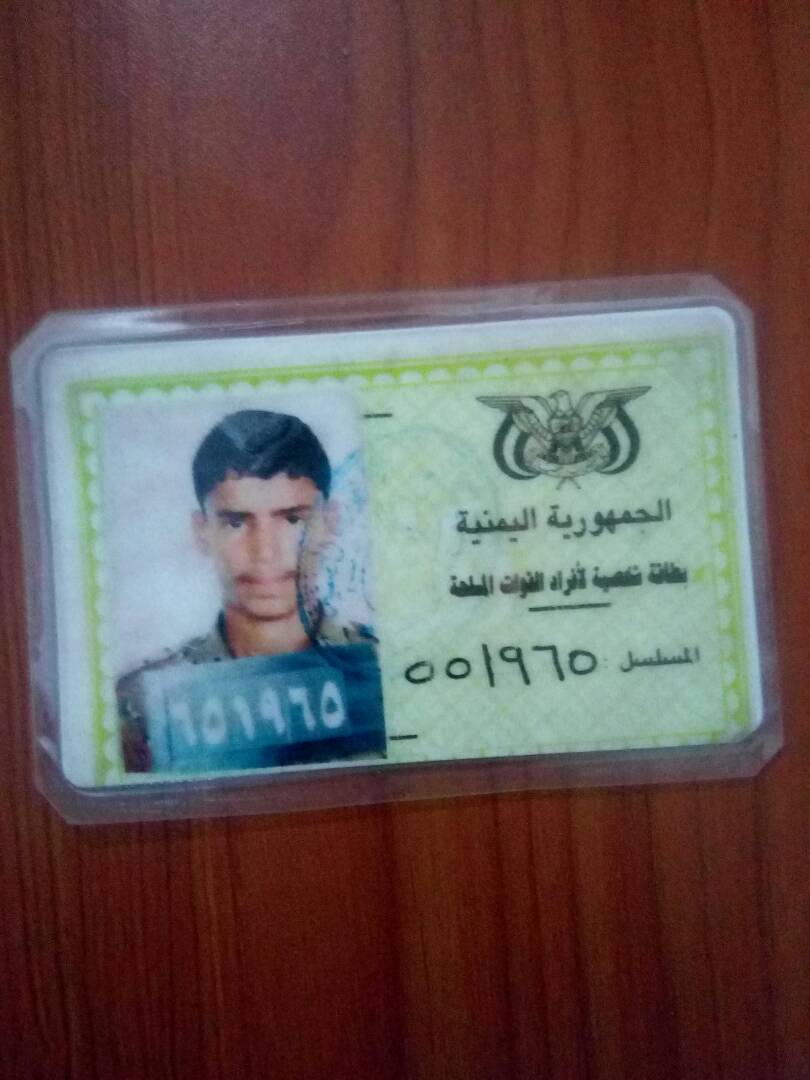 الجمهورية اليمنية
بطاقة شخصية لأفراد القوات المسلحة
المسلسل : ٥٥١٩٦٥
٦٥١٩٦٥